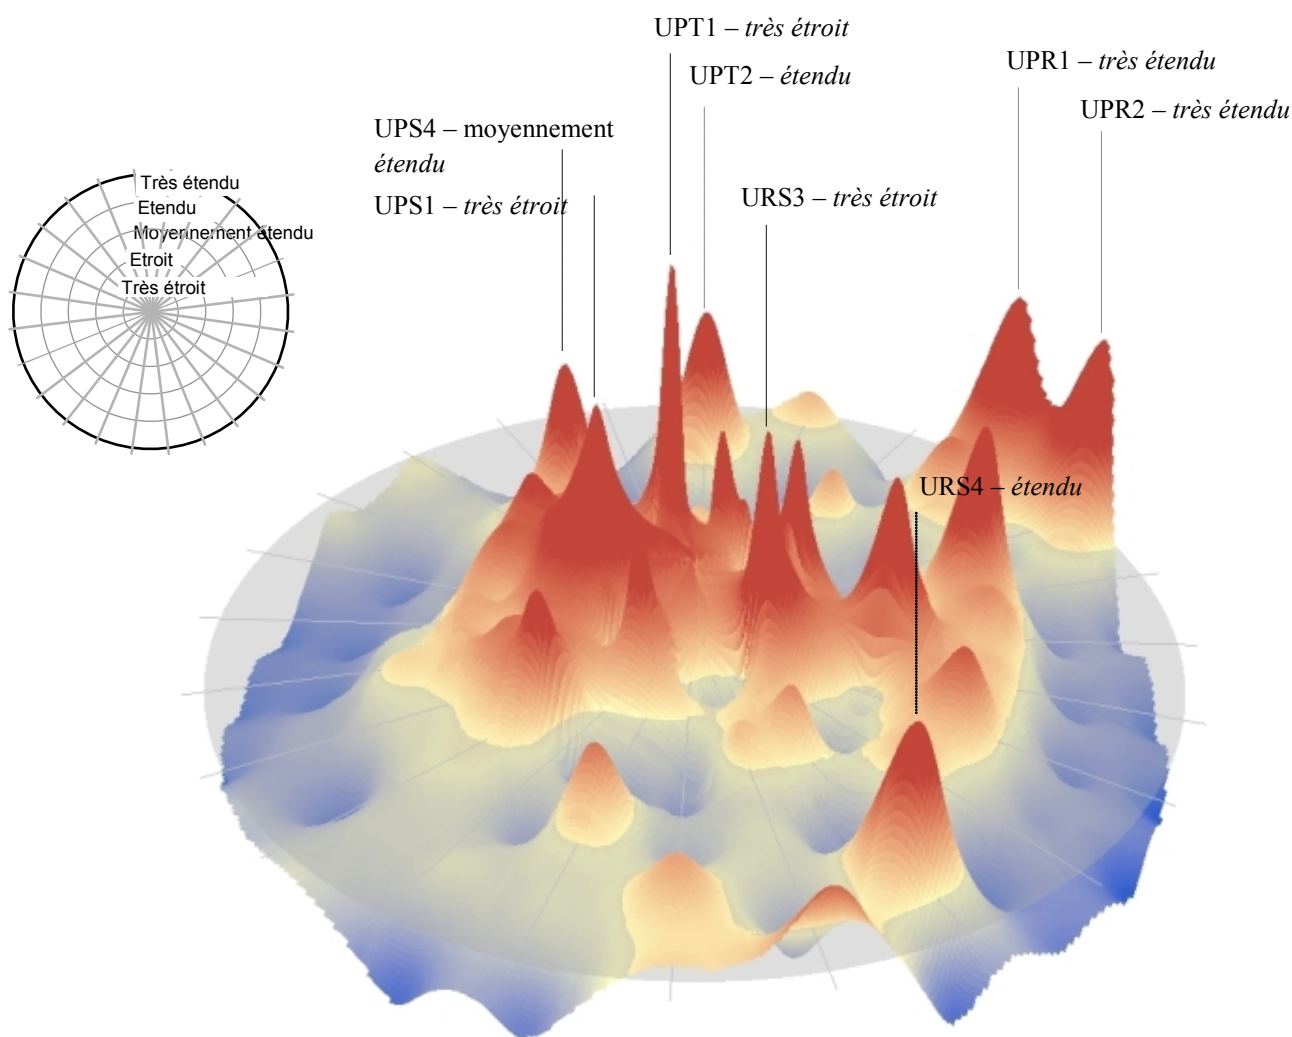 UPT1 – très étroit
UPT2 – étendu
UPR1 – très étendu
UPR2 – très étendu
UPS4 – moyennement
étendu
UPS1 – très étroit
URS3 – très étroit
Très étendu
Etendu
Moyennement étendu
Etroit
Très étroit
URS4 – étendu